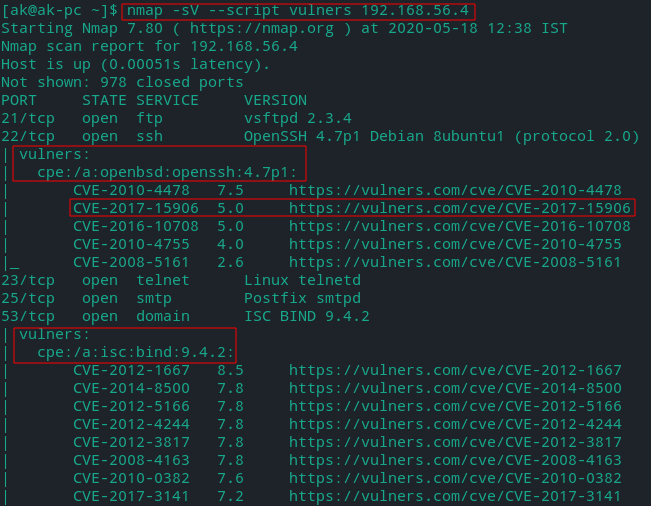 [ak@ak-pc ~]$ nmap -sV --script vulners 192.168.56.4
Starting Nmap 7.80 ( https://nmap.org ) at 2020-05-18 12:38 IST
Nmap scan report for 192.168.56.4
Host is up (0.00051s latency).
Not shown: 978 closed ports
PORT     STATE SERVICE     VERSION
21/tcp   open  ftp         vsftpd 2.3.4
22/tcp   open  ssh         OpenSSH 4.7p1 Debian 8ubuntu1 (protocol 2.0)
| vulners:
|   cpe:/a:openbsd:openssh:4.7p1:
|       CVE-2010-4478   7.5     https://vulners.com/cve/CVE-2010-4478
|       CVE-2017-15906  5.0     https://vulners.com/cve/CVE-2017-15906
|       CVE-2016-10708  5.0     https://vulners.com/cve/CVE-2016-10708
|       CVE-2010-4755   4.0     https://vulners.com/cve/CVE-2010-4755
|_      CVE-2008-5161   2.6     https://vulners.com/cve/CVE-2008-5161
23/tcp   open  telnet      Linux telnetd
25/tcp   open  smtp        Postfix smtpd
53/tcp   open  domain      ISC BIND 9.4.2
| vulners:
|   cpe:/a:isc:bind:9.4.2:
|       CVE-2012-1667   8.5     https://vulners.com/cve/CVE-2012-1667
|       CVE-2014-8500   7.8     https://vulners.com/cve/CVE-2014-8500
|       CVE-2012-5166   7.8     https://vulners.com/cve/CVE-2012-5166
|       CVE-2012-4244   7.8     https://vulners.com/cve/CVE-2012-4244
|       CVE-2012-3817   7.8     https://vulners.com/cve/CVE-2012-3817
|       CVE-2008-4163   7.8     https://vulners.com/cve/CVE-2008-4163
|       CVE-2010-0382   7.6     https://vulners.com/cve/CVE-2010-0382
|       CVE-2017-3141   7.2     https://vulners.com/cve/CVE-2017-3141